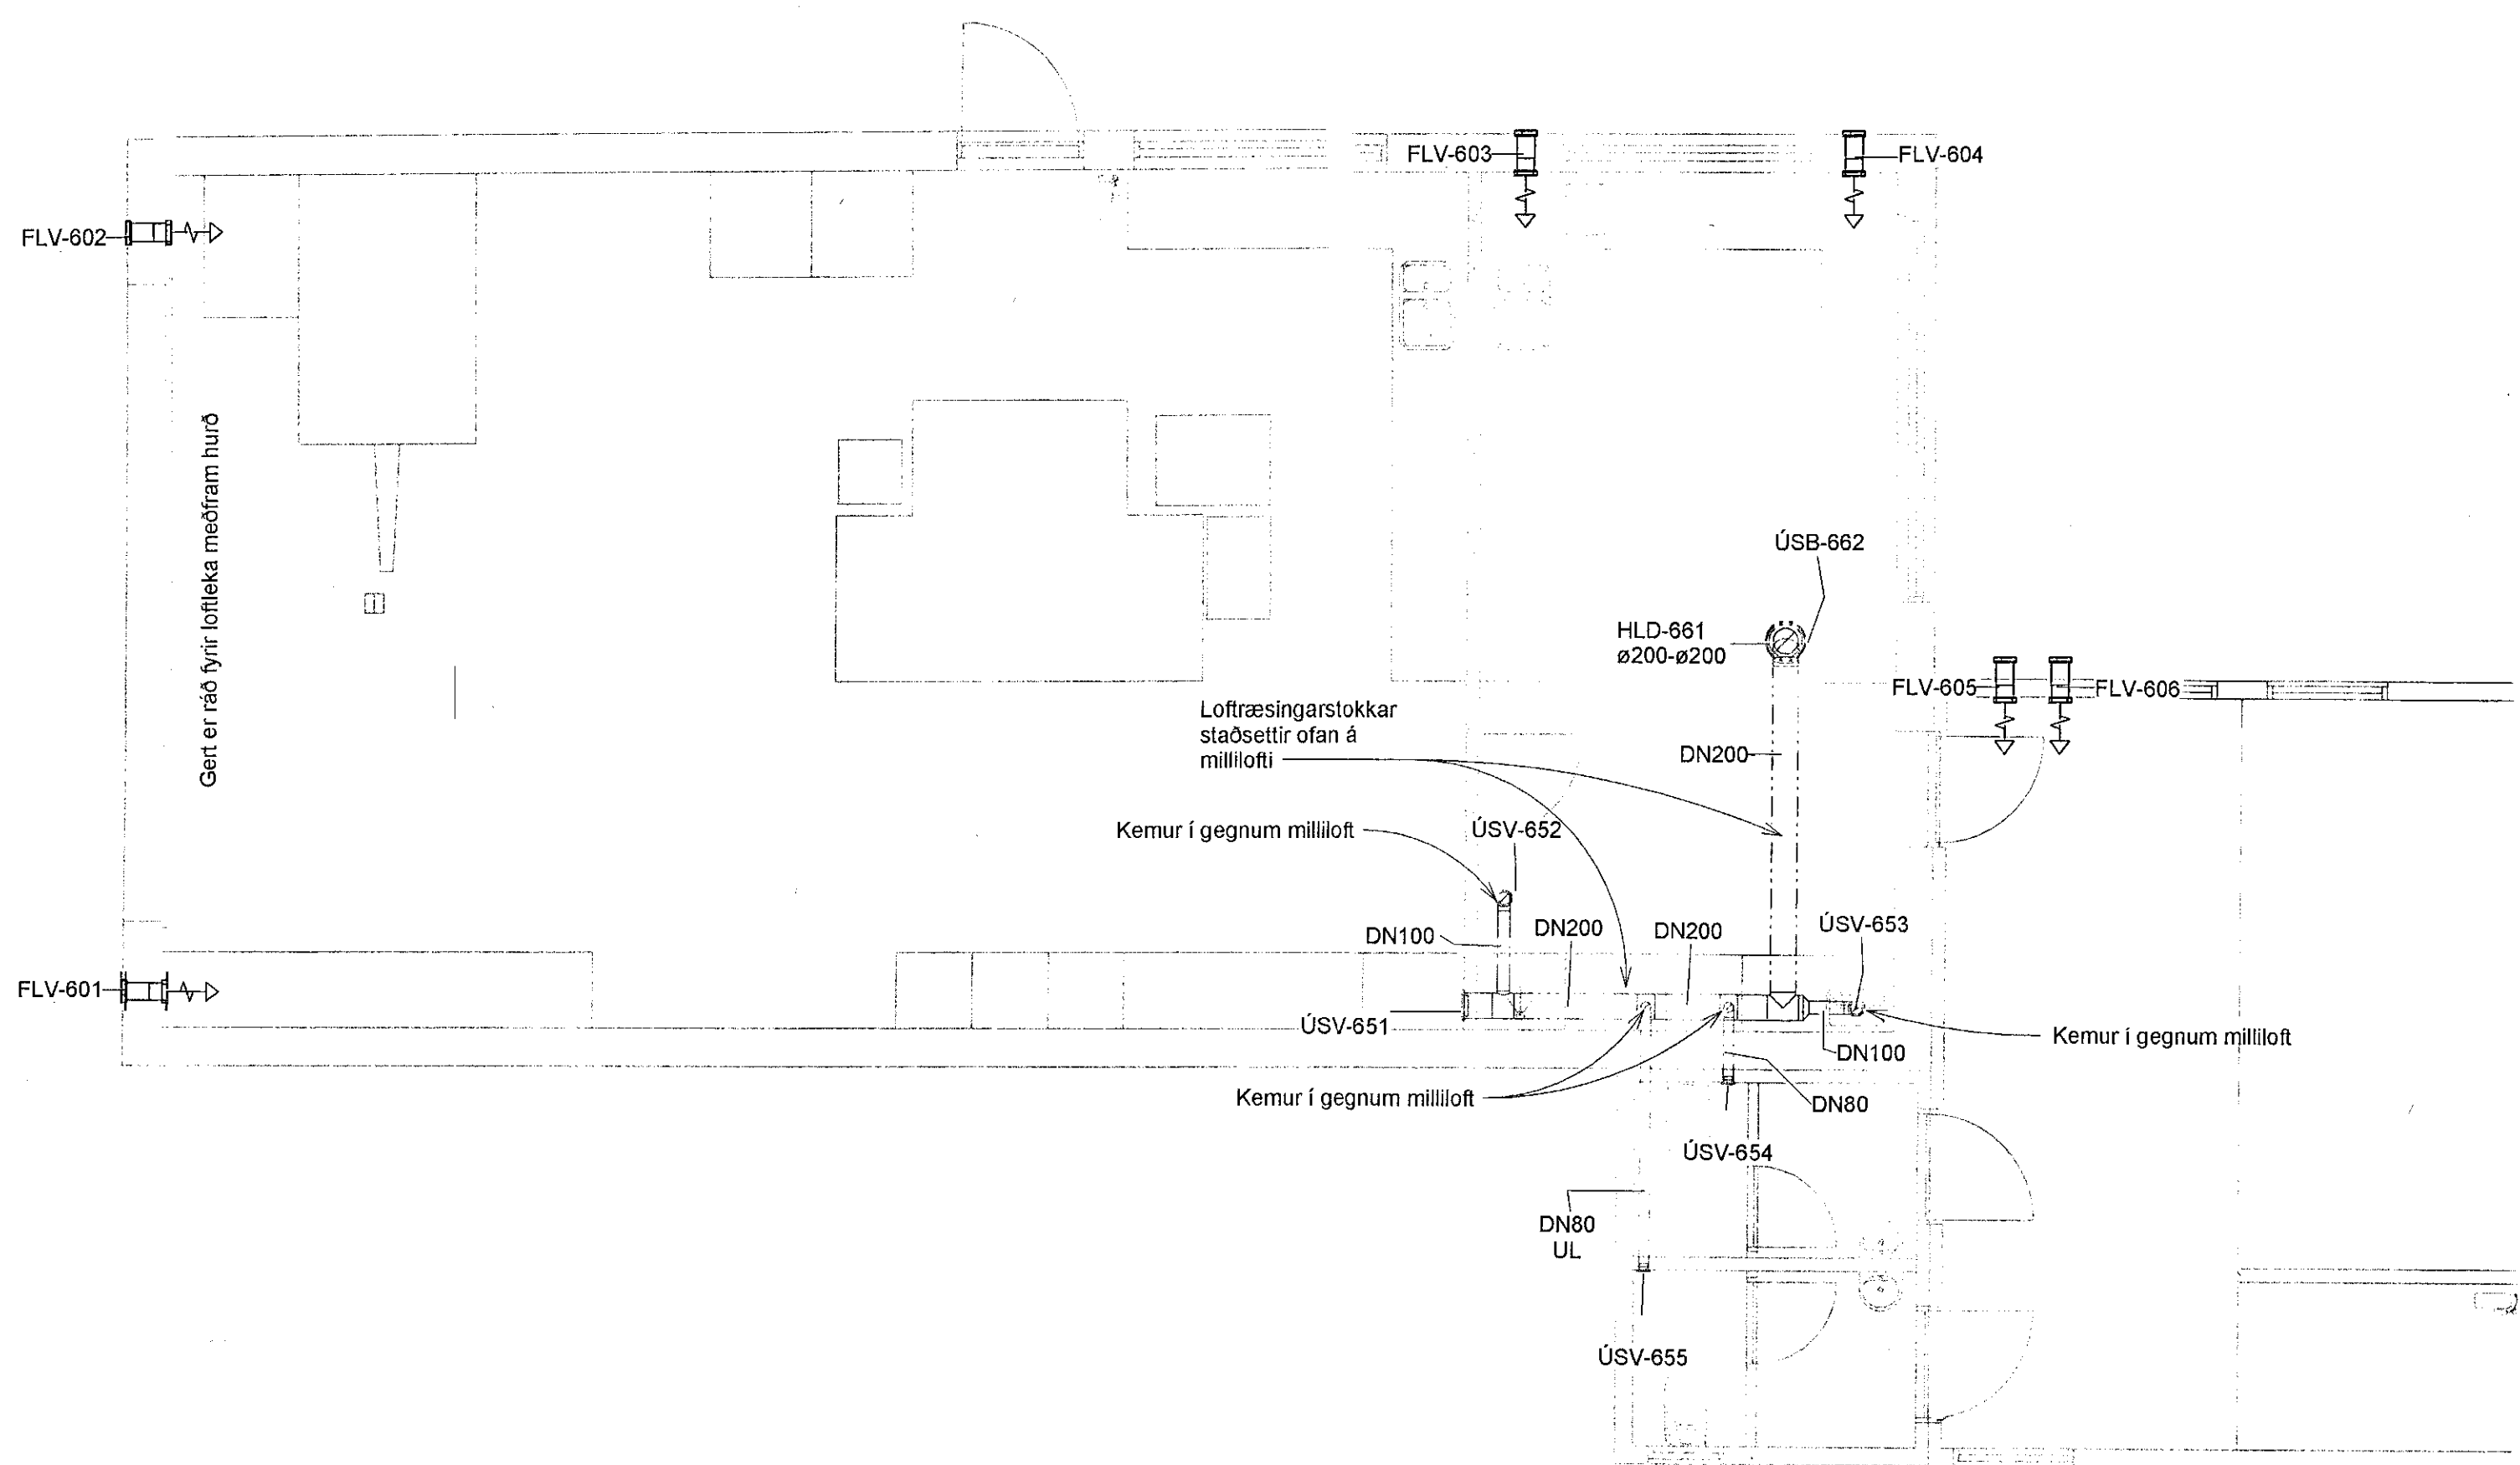 FLV-603
FLV-604
FLV-602
Gert er ráð fyrir loftleka meðfram hurð
ÚSB-662
HLD-661
ø200-ø200
FLV-605
FLV-606
Loftræsingarstokkar
staðsettir ofan á
millilofti
DN200
Kemur í gegnum milliloft
ÚSV-652
DN100
DN200
DN200
ÚSV-653
FLV-601
ÚSV-651
Kemur í gegnum milliloft
DN100
Kemur í gegnum milliloft
DN80
ÚSV-654
DN80
UL
ÚSV-655